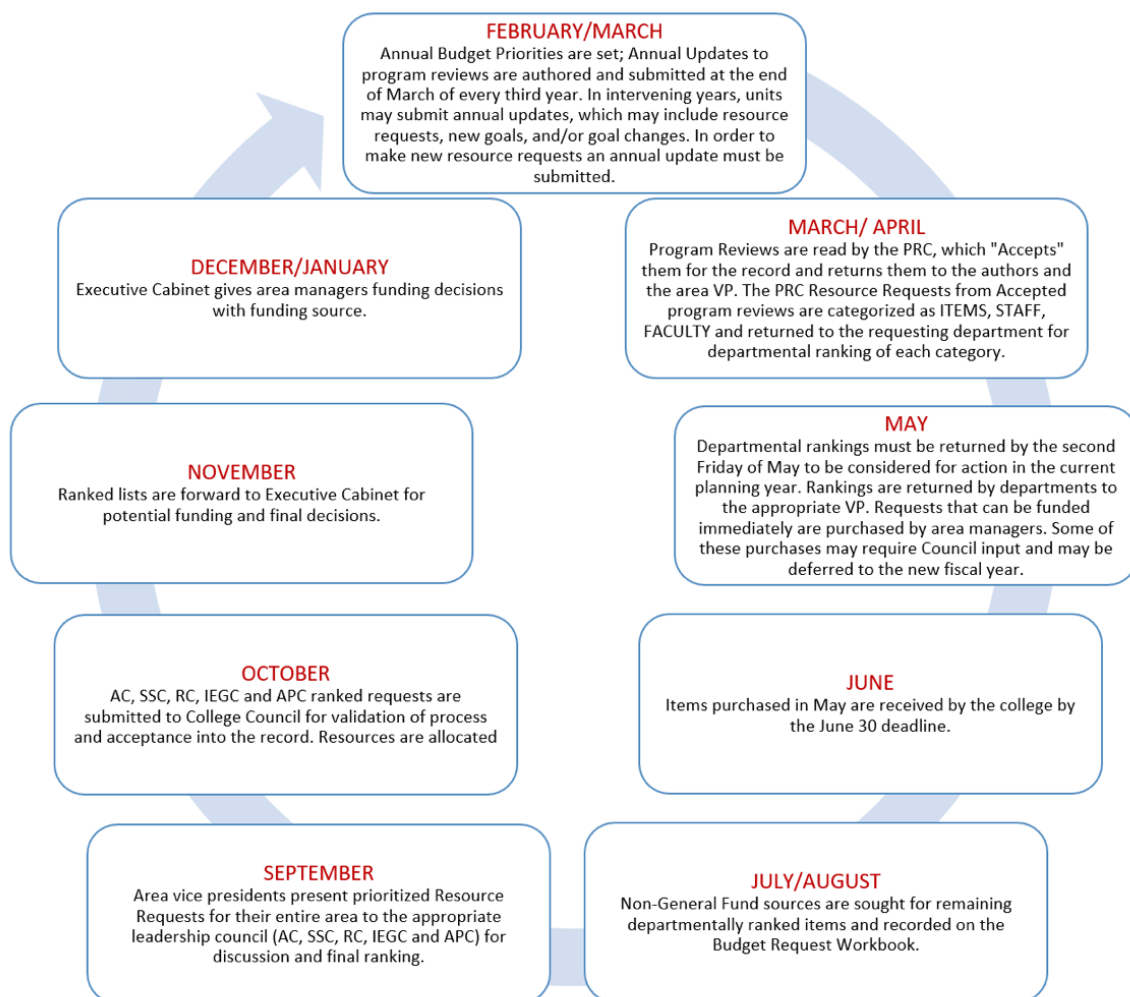 FEBRUARY/MARCH
Annual Budget Priorities are set; Annual Updates to
program reviews are authored and submitted at the end
of March of every third year. In intervening years, units
may submit annual updates, which may include resource
requests, new goals, and/or goal changes. In order to
make new resource requests an annual update must be
submitted.
MARCH/ APRIL
Program Reviews are read by the PRC, which "Accepts"
them for the record and returns them to the authors and
the area VP. The PRC Resource Requests from Accepted
program reviews are categorized as ITEMS, STAFF,
FACULTY and returned to the requesting department for
departmental ranking of each category.
MAY
Departmental rankings must be returned by the second
Friday of May to be considered for action in the current
planning year. Rankings are returned by departments to
the appropriate VP. Requests that can be funded
immediately are purchased by area managers. Some of
these purchases may require Council input and may be
deferred to the new fiscal year.
JUNE
Items purchased in May are received by the college by
the June 30 deadline.
JULY/AUGUST
Non-General Fund sources are sought for remaining
departmentally ranked items and recorded on the
Budget Request Workbook.
SEPTEMBER
Area vice presidents present prioritized Resource
Requests for their entire area to the appropriate
leadership council (AC, SSC, RC, IEGC and APC) for
discussion and final ranking.
OCTOBER
AC, SSC, RC, IEGC and APC ranked requests are
submitted to College Council for validation of process
and acceptance into the record. Resources are allocated
NOVEMBER
Ranked lists are forward to Executive Cabinet for
potential funding and final decisions.
DECEMBER/JANUARY
Executive Cabinet gives area managers funding decisions
with funding source.